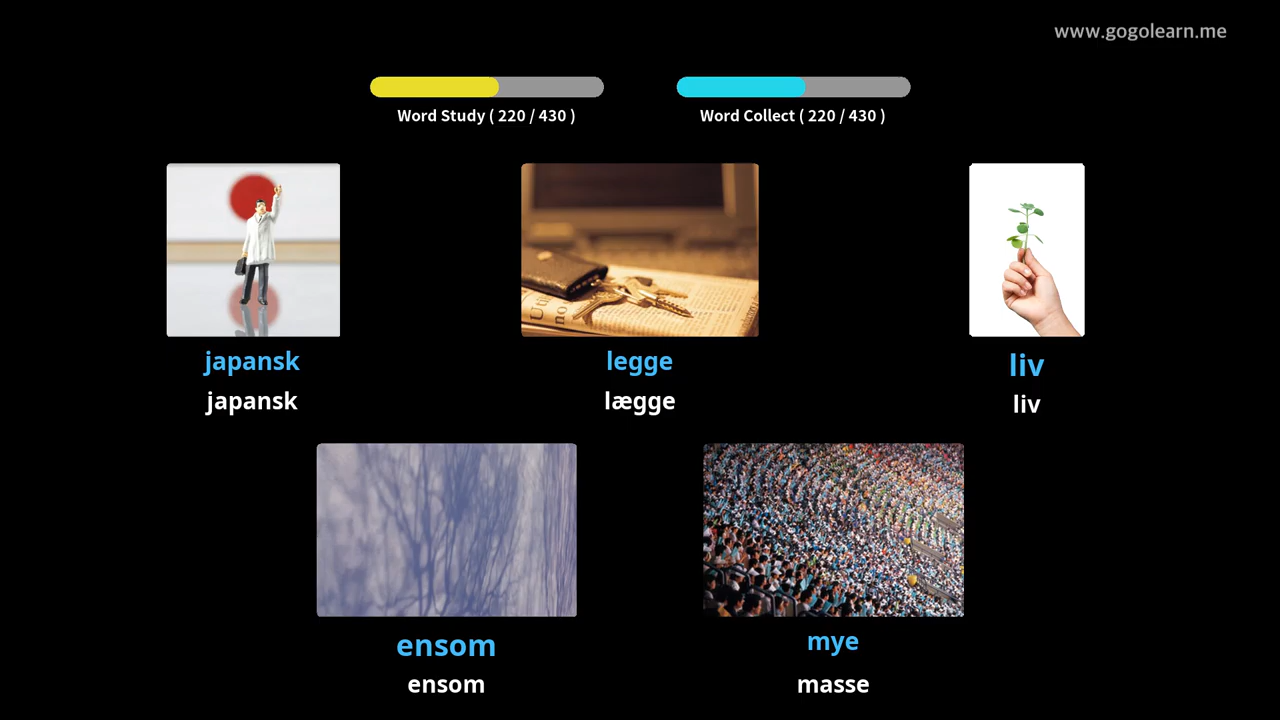 www.gogolearn.me
Word Study ( 220 / 430 )
Word Collect ( 220 / 430 )
japansk
japansk
legge
lægge
liv
liv
ensom
ensom
mye
masse